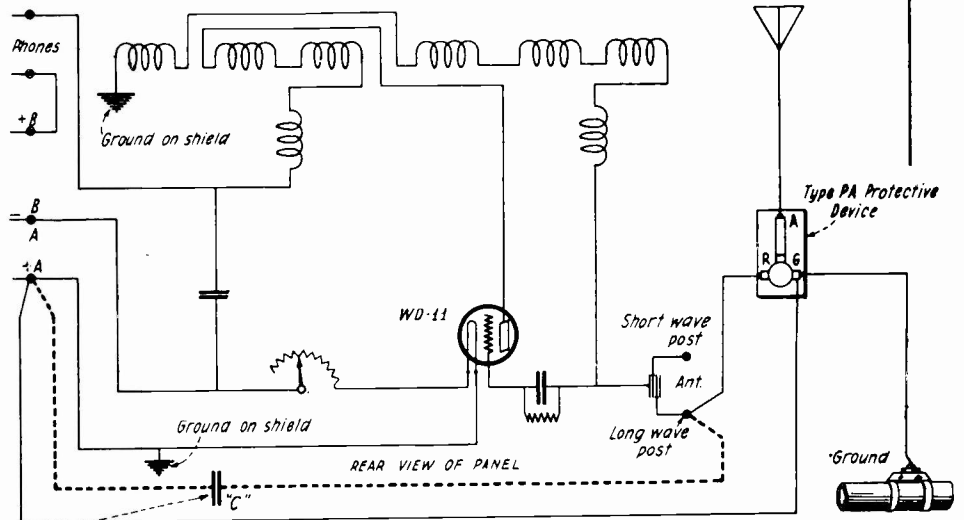 Phones
+B
Ground on shield
= B
A
+A
WD-11
Short wave
post
Ant.
Long wave
post
Ground on shield
REAR VIEW OF PANEL
"C"
Type PA Protective
Device
A
R G
Ground